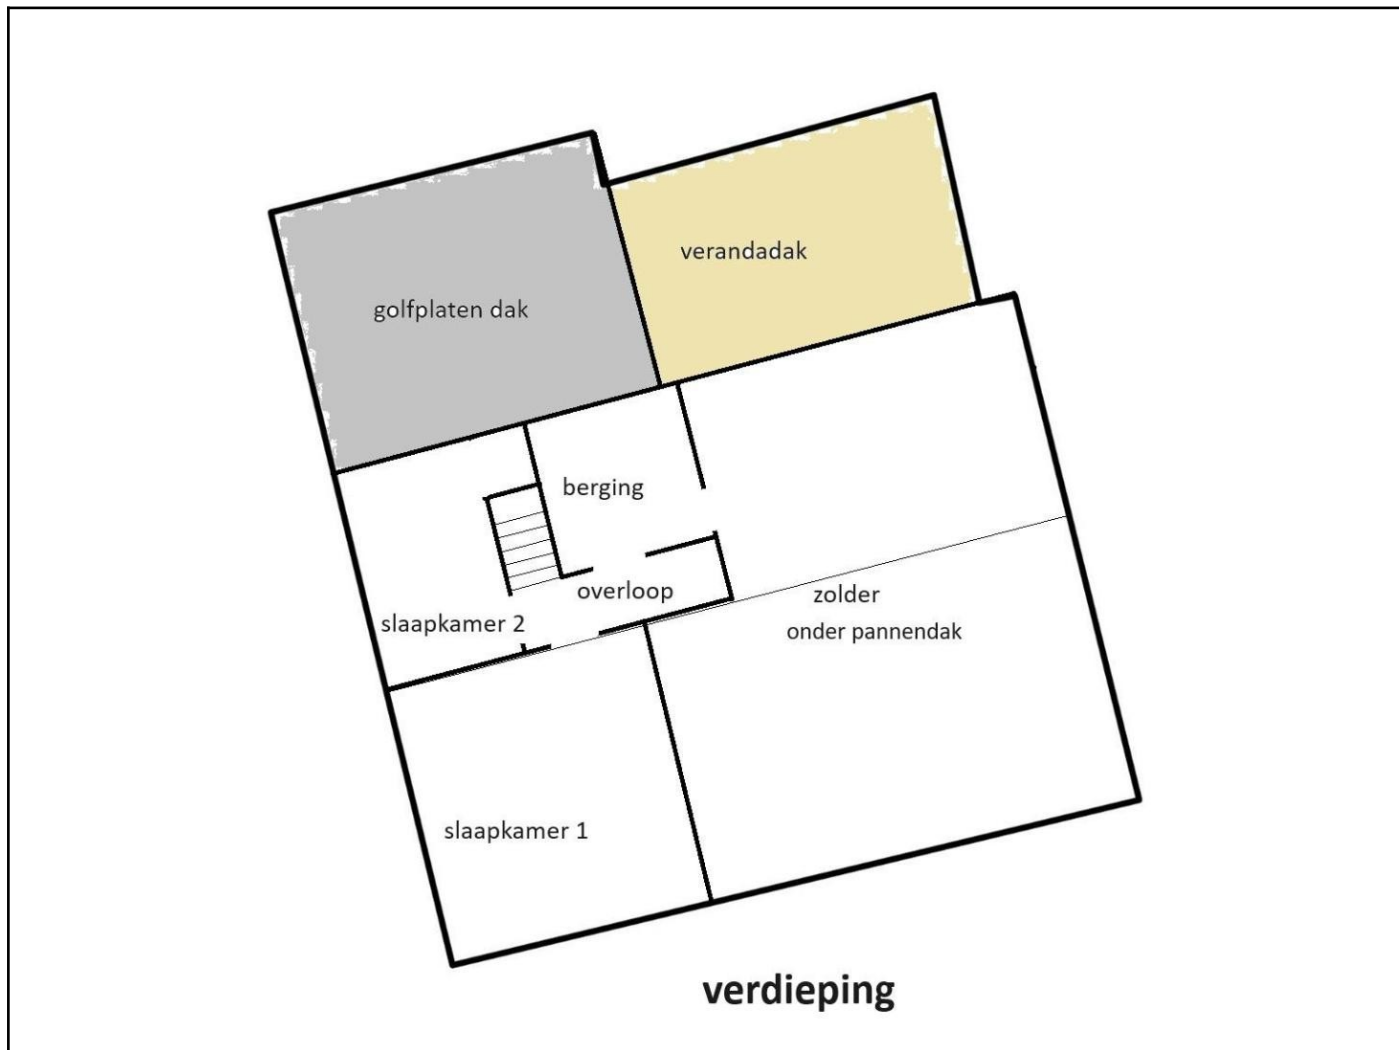 verandadak
golfplaten dak
berging
overloop
zolder
onder pannendak
slaapkamer 2
slaapkamer 1
verdieping